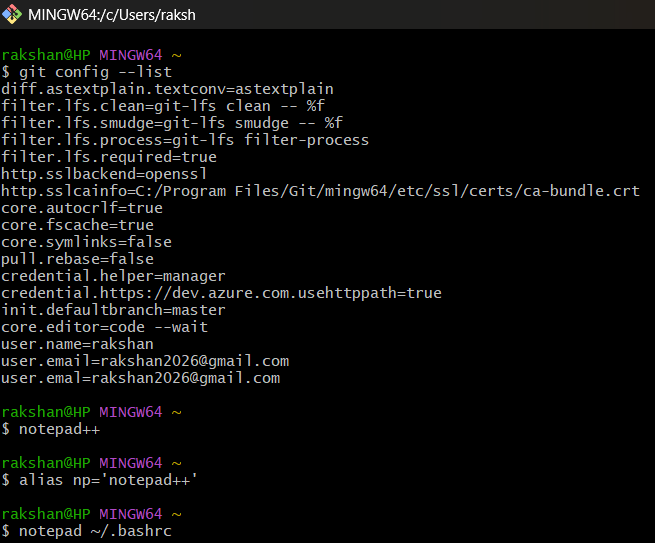 MINGW64:/c/Users/raksh
rakshan@HP MINGW64 ~
$ git config --list
diff.astextplain.textconv=astextplain
filter.lfs.clean=git-lfs clean -- %f
filter.lfs.smudge=git-lfs smudge -- %f
filter.lfs.process=git-lfs filter-process
filter.lfs.required=true
http.sslbackend=openssl
http.sslcainfo=C:/Program Files/Git/mingw64/etc/ssl/certs/ca-bundle.crt
core.autocrlf=true
core.fscache=true
core.symlinks=false
pull.rebase=false
credential.helper=manager
credential.https://dev.azure.com.usehttppath=true
init.defaultbranch=master
core.editor=code --wait
user.name=rakshan
user.email=rakshan2026@gmail.com
user.emal=rakshan2026@gmail.com
rakshan@HP MINGW64 ~
$ notepad++
rakshan@HP MINGW64 ~
$ alias np='notepad++'
rakshan@HP MINGW64 ~
$ notepad ~/.bashrc